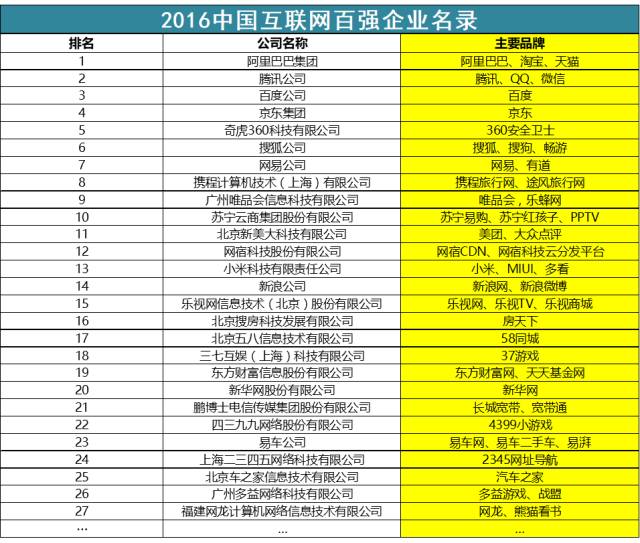 2016中国互联网百强企业名录
排名 公司名称 主要品牌
1 阿里巴巴集团 阿里巴巴、淘宝、天猫
2 腾讯公司 腾讯、QQ、微信
3 百度公司 百度
4 京东集团 京东
5 奇虎360科技有限公司 360安全卫士
6 搜狐公司 搜狐、搜狗、畅游
7 网易公司 网易、有道
8 携程计算机技术（上海）有限公司 携程旅行网、途风旅行网
9 广州唯品会信息科技有限公司 唯品会，乐蜂网
10 苏宁云商集团股份有限公司 苏宁易购、苏宁红孩子、PPTV
11 北京新美大科技有限公司 美团、大众点评
12 网宿科技股份有限公司 网宿CDN、网宿科技云分发平台
13 小米科技有限责任公司 小米、MIUI、多看
14 新浪公司 新浪网、新浪微博
15 乐视网信息技术（北京）股份有限公司 乐视网、乐视TV、乐视商城
16 北京搜房科技发展有限公司 房天下
17 北京五八信息技术有限公司 58同城
18 三七互娱（上海）科技有限公司 37游戏
19 东方财富信息股份有限公司 东方财富网、天天基金网
20 新华网股份有限公司 新华网
21 鹏博士电信传媒集团股份有限公司 长城宽带、宽带通
22 四三九九网络股份有限公司 4399小游戏
23 易车公司 易车网、易车二手车、易湃
24 上海二三四五网络科技有限公司 2345网址导航
25 北京车之家信息技术有限公司 汽车之家
26 广州多益网络科技有限公司 多益游戏、战盟
27 福建网龙计算机网络信息技术有限公司 网龙、熊猫看书
... ... ...